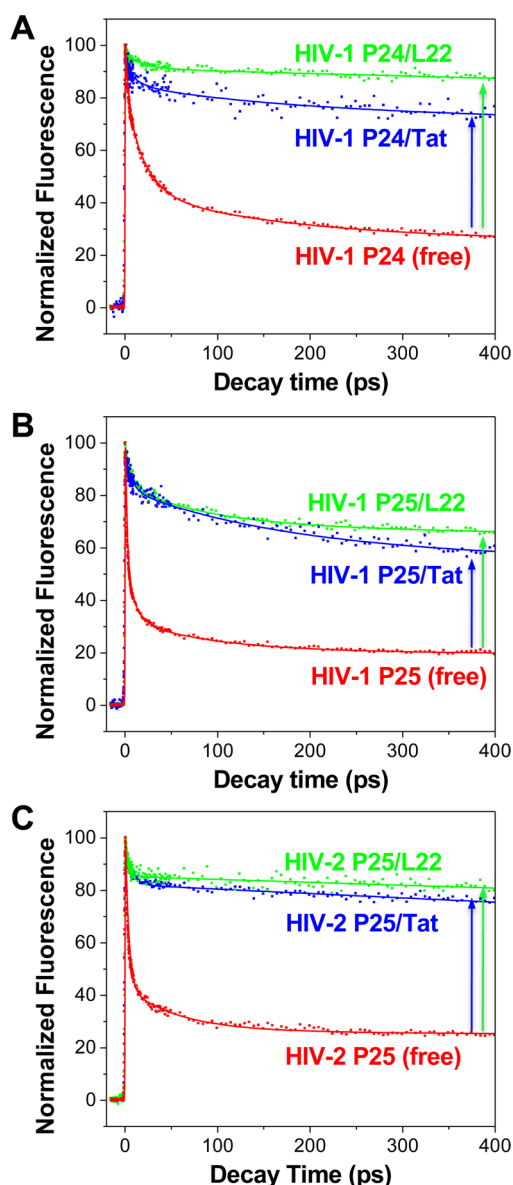 A
Normalized Fluorescence
100
80
60
40
20
0
HIV-1 P24/L22
HIV-1 P24/Tat
HIV-1 P24 (free)
0 100 200 300 400
Decay time (ps)
B
Normalized Fluorescence
100
80
60
40
20
0
HIV-1 P25/L22
HIV-1 P25/Tat
HIV-1 P25 (free)
0 100 200 300 400
Decay time (ps)
C
Normalized Fluorescence
100
80
60
40
20
0
HIV-2 P25/L22
HIV-2 P25/Tat
HIV-2 P25 (free)
0 100 200 300 400
Decay Time (ps)